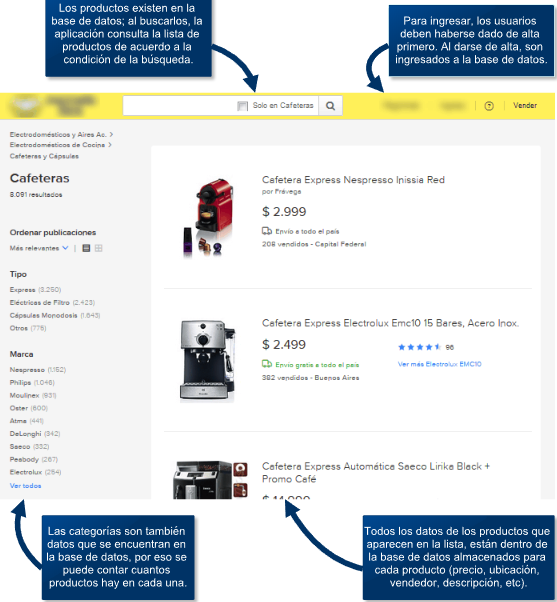 Los productos existen en la
base de datos; al buscarlos, la
aplicación consulta la lista de
productos de acuerdo a la
condición de la búsqueda.
Para ingresar, los usuarios
deben haberse dado de alta
primero. Al darse de alta, son
ingresados a la base de datos.
Solo en Cafeteras
Vender
Electrodomésticos y Aires Ac. >
Electrodomésticos de Cocina >
Cafeteras y Cápsulas
Cafeteras
8.091 resultados
Ordenar publicaciones
Más relevantes
Tipo
Express (3.250)
Eléctricas de Filtro (2.423)
Cápsulas Monodosis (1.643)
Otros (776)
Marca
Nespresso (1.152)
Philips (1.046)
Moulinex (931)
Oster (600)
Atma (441)
DeLonghi (342)
Saeco (332)
Peabody (267)
Electrolux (264)
Ver todos
Cafetera Express Nespresso Inissia Red
por Frávega
$ 2.999
Envío a todo el país
208 vendidos - Capital Federal
Cafetera Express Electrolux Emc10 15 Bares, Acero Inox.
$ 2.499
96
Envío gratis a todo el país
Ver más Electrolux EMC10
382 vendidos - Buenos Aires
Cafetera Express Automática Saeco Lirika Black +
Promo Café
Las categorías son también
datos que se encuentran en
la base de datos, por eso se
puede contar cuantos
productos hay en cada una.
Todos los datos de los productos que
aparecen en la lista, están dentro de
la base de datos almacenados para
cada producto (precio, ubicación,
vendedor, descripción, etc).